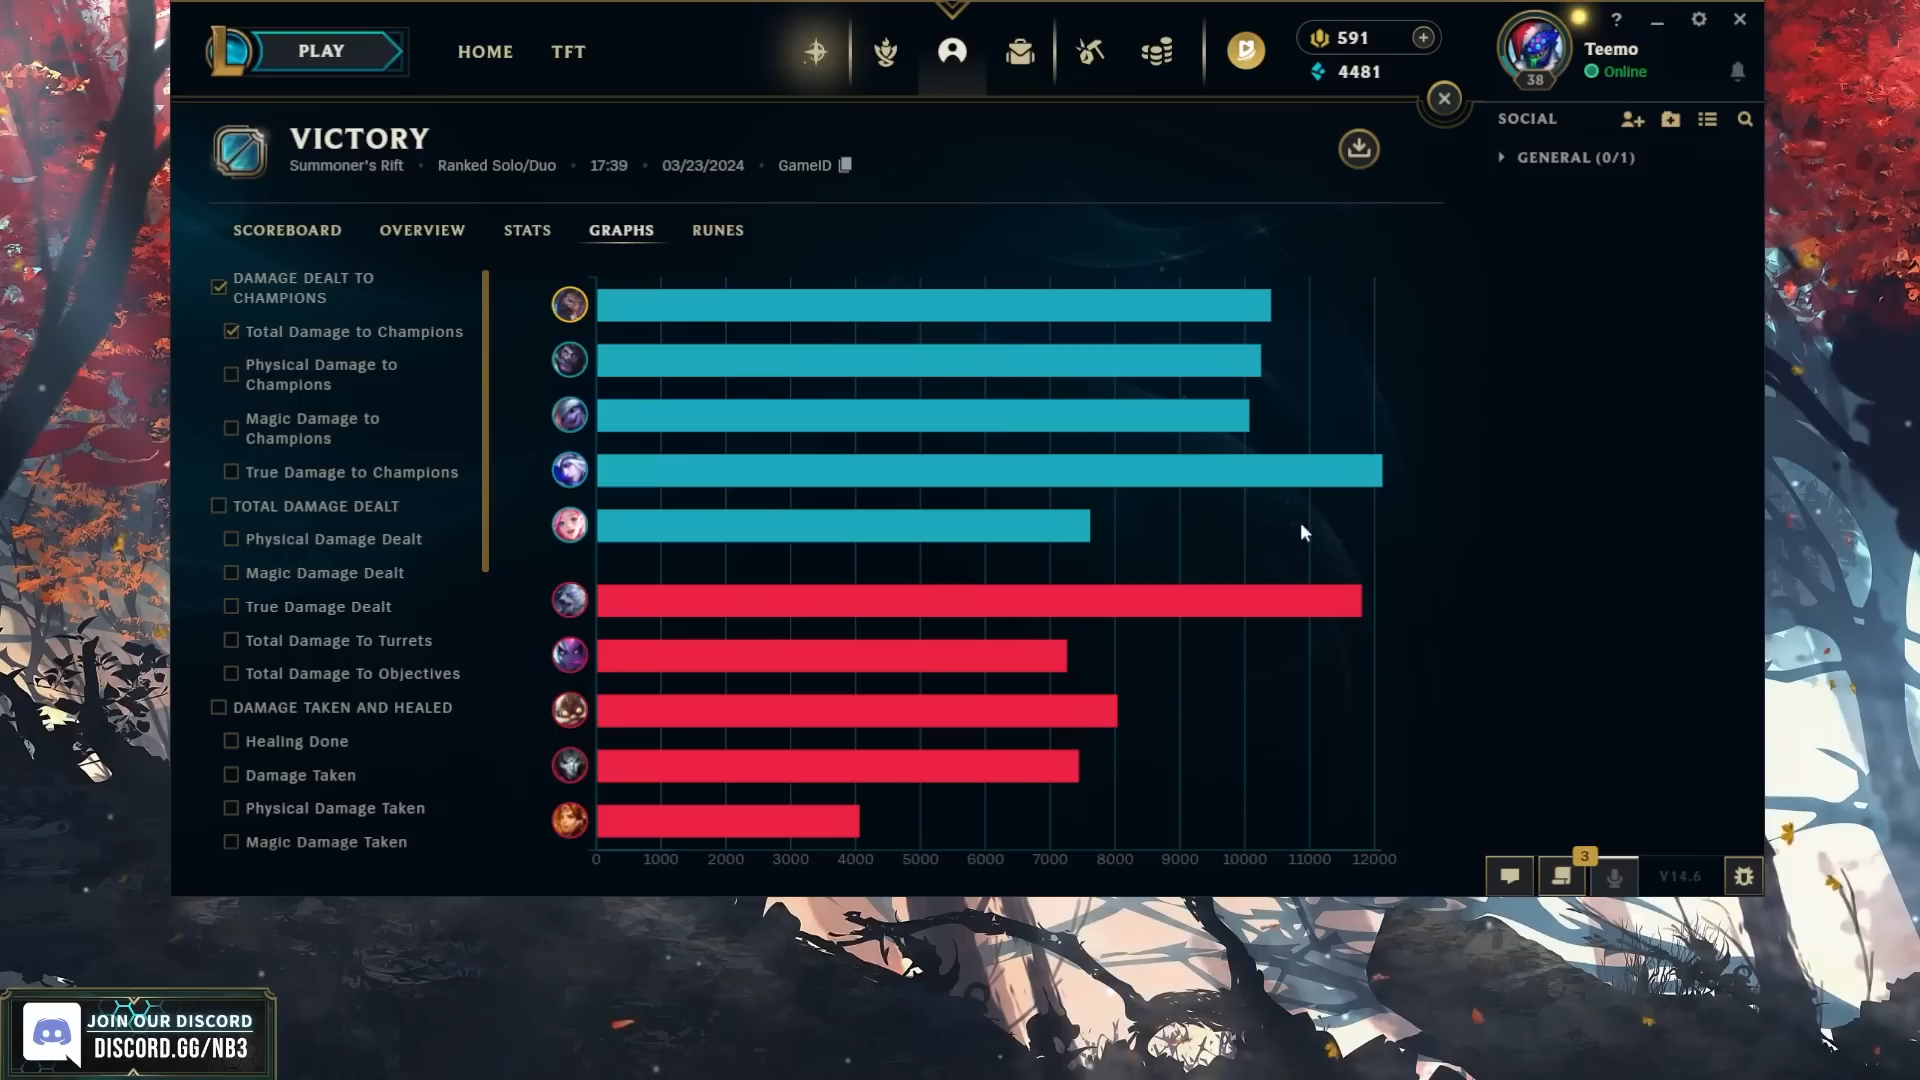 PLAY
HOME
TFT
591
4481
38
Teemo
Online
?
VICTORY
Summoner's Rift • Ranked Solo/Duo • 17:39 • 03/23/2024 • GameID
SOCIAL
GENERAL (0/1)
SCOREBOARD
OVERVIEW
STATS
GRAPHS
RUNES
DAMAGE DEALT TO
CHAMPIONS
Total Damage to Champions
Physical Damage to
Champions
Magic Damage to
Champions
True Damage to Champions
TOTAL DAMAGE DEALT
Physical Damage Dealt
Magic Damage Dealt
True Damage Dealt
Total Damage To Turrets
Total Damage To Objectives
DAMAGE TAKEN AND HEALED
Healing Done
Damage Taken
Physical Damage Taken
Magic Damage Taken
0 1000 2000 3000 4000 5000 6000 7000 8000 9000 10000 11000 12000
3
V14.6
JOIN OUR DISCORD
DISCORD.GG/NB3